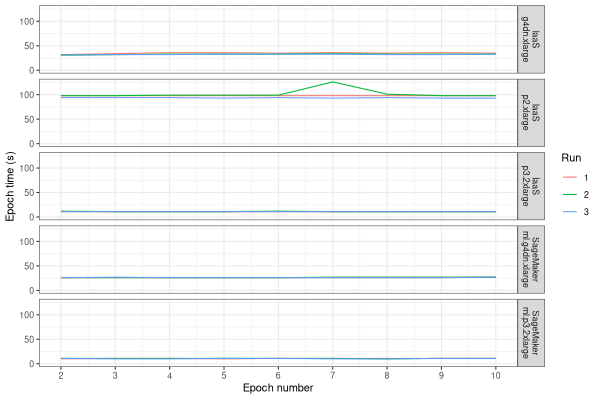 Epoch time (s)
100
50
0
IaaS
g4dn.xlarge
100
50
0
IaaS
p2.xlarge
100
50
0
IaaS
p3.2xlarge
100
50
0
SageMaker
ml.g4dn.xlarge
100
50
0
SageMaker
ml.p3.2xlarge
2 3 4 5 6 7 8 9 10
Epoch number
Run
1
2
3